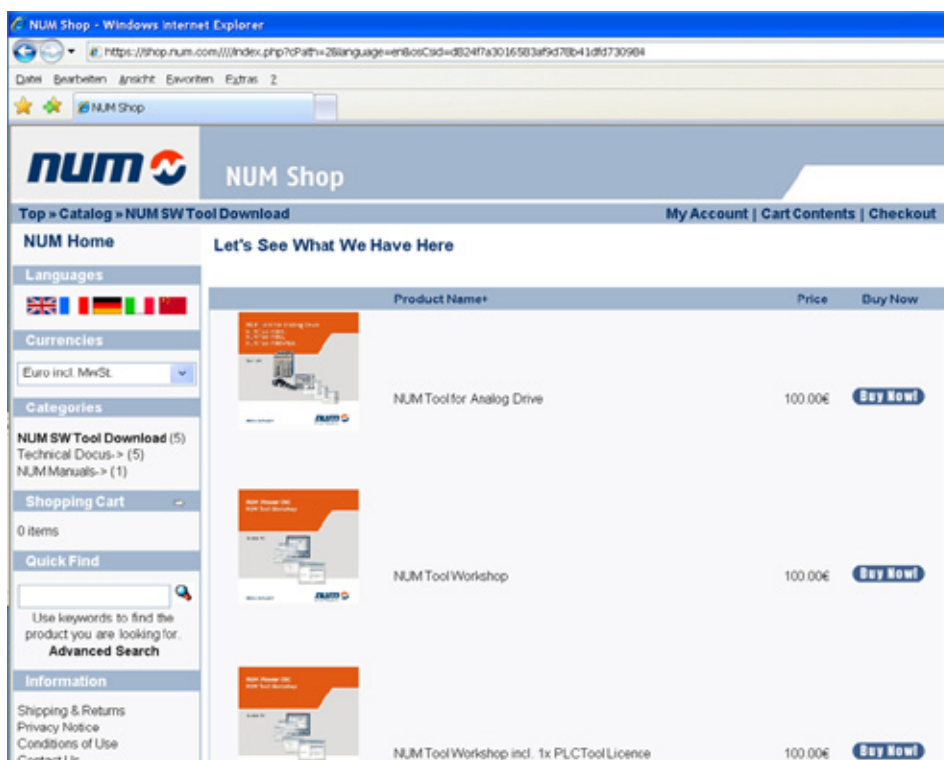 NUM Shop - Windows Internet Explorer
Datei Bearbeiten Ansicht Favoriten Extras ?
NUM Shop
num
NUM Shop
Top » Catalog » NUM SW Tool Download
My Account | Cart Contents | Checkout
NUM Home
Let's See What We Have Here
Languages
Product Name+ Price Buy Now
Currencies
Euro incl. MwSt.
NUM Tool for Analog Drive 100.00€ Buy Now!
Categories
num
NUM SW Tool Download (5)
Technical Docus-> (5)
NUM Manuals-> (1)
Shopping Cart
0 items
Quick Find
NUM Tool Workshop 100.00€ Buy Now!
num
Use keywords to find the
product you are looking for.
Advanced Search
Information
Shipping & Returns
Privacy Notice
Conditions of Use
Contact Us
NUM Tool Workshop incl. 1x PLCTool Licence 100.00€ Buy Now!